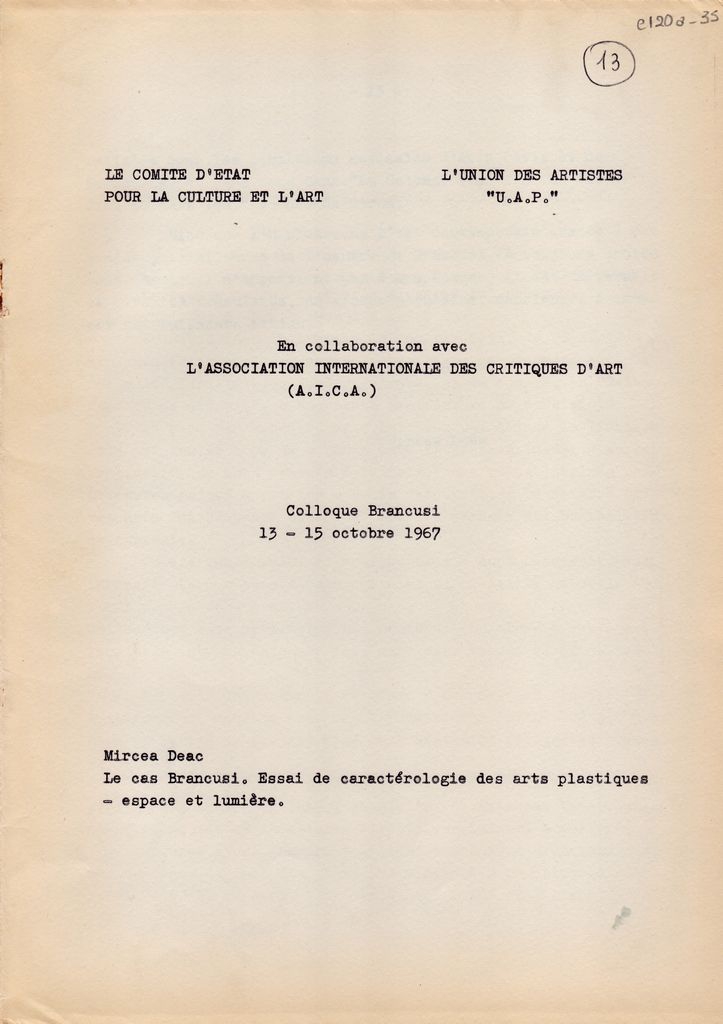 e120a-35
13
LE COMITE D'ETAT
POUR LA CULTURE ET L'ART
L'UNION DES ARTISTES
"U.A.P."
En collaboration avec
L'ASSOCIATION INTERNATIONALE DES CRITIQUES D'ART
(A.I.C.A.)
Colloque Brancusi
13 - 15 octobre 1967
Mircea Deac
Le cas Brancusi. Essai de caractérologie des arts plastiques
- espace et lumière.